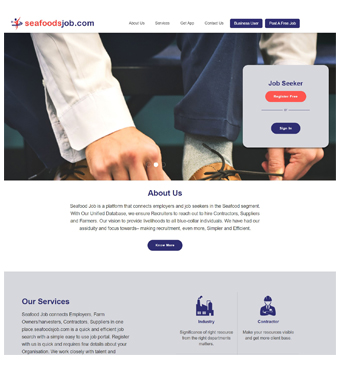 seafoodsjob.com
About Us
Services
Get App
Contact Us
Business User
Post A Free Job
Job Seeker
Register Free
or
Sign In
About Us
Seafood Job is a platform that connects employers and job seekers in the Seafood segment.
With Our Unified Database, we ensure Recruiters to reach out to hire Contractors, Suppliers
and Farmers. Our vision to provide livelihoods to all blue-collar individuals. We have had our
assiduity and focus towards– making recruitment, even more, Simpler and Efficient.
Know More
Our Services
Seafood Job connects Employers, Farm
Owners/harvesters, Contractors, Suppliers in one
place.seafoodsjob.com is a quick and efficient job
search with a simple easy to use job portal. Register
with us in quick and requires few details about your
Organisation. We work closely with talent and
Industry
Significance of right resource
from the right departments
matters.
Contractor
Make your resources visible
and get more client base.